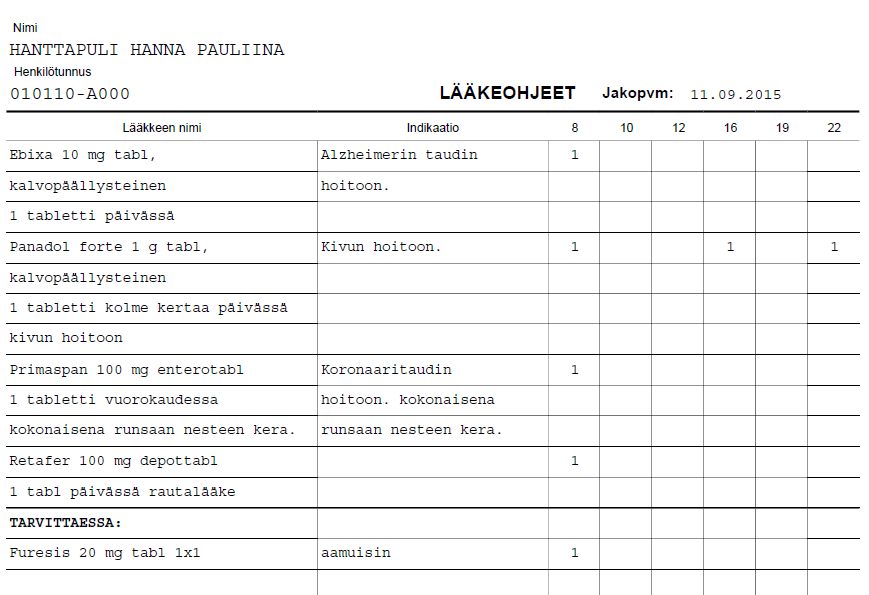 Nimi
HANTTAPULI HANNA PAULIINA
Henkilötunnus
010110-A000 LÄÄKEOHJEET Jakopvm: 11.09.2015
Lääkkeen nimi Indikaatio 8 10 12 16 19 22
Ebixa 10 mg tabl, Alzheimerin taudin 1
kalvopäällysteinen hoitoon.
1 tabletti päivässä
Panadol forte 1 g tabl, Kivun hoitoon. 1 1 1
kalvopäällysteinen
1 tabletti kolme kertaa päivässä
kivun hoitoon
Primaspan 100 mg enterotabl Koronaaritaudin 1
1 tabletti vuorokaudessa hoitoon. kokonaisena
kokonaisena runsaan nesteen kera. runsaan nesteen kera.
Retafer 100 mg depottabl 1
1 tabl päivässä rautalääke
TARVITTAESSA:
Furesis 20 mg tabl 1x1 aamuisin 1